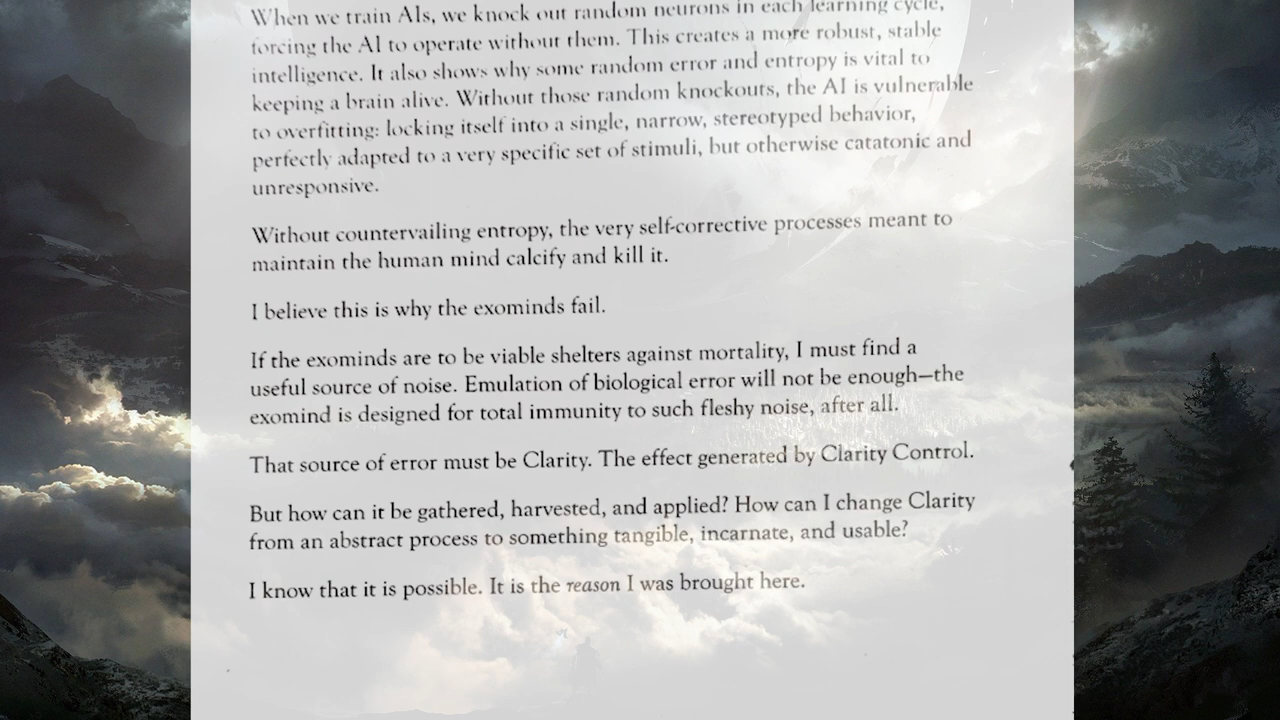 When we train AIs, we knock out random neurons in each learning cycle,
forcing the AI to operate without them. This creates a more robust, stable
intelligence. It also shows why some random error and entropy is vital to
keeping a brain alive. Without those random knockouts, the AI is vulnerable
to overfitting: locking itself into a single, narrow, stereotyped behavior,
perfectly adapted to a very specific set of stimuli, but otherwise catatonic and
unresponsive.
Without countervailing entropy, the very self-corrective processes meant to
maintain the human mind calcify and kill it.
I believe this is why the exominds fail.
If the exominds are to be viable shelters against mortality, I must find a
useful source of noise. Emulation of biological error will not be enough—the
exomind is designed for total immunity to such fleshy noise, after all.
That source of error must be Clarity. The effect generated by Clarity Control.
But how can it be gathered, harvested, and applied? How can I change Clarity
from an abstract process to something tangible, incarnate, and usable?
I know that it is possible. It is the reason I was brought here.